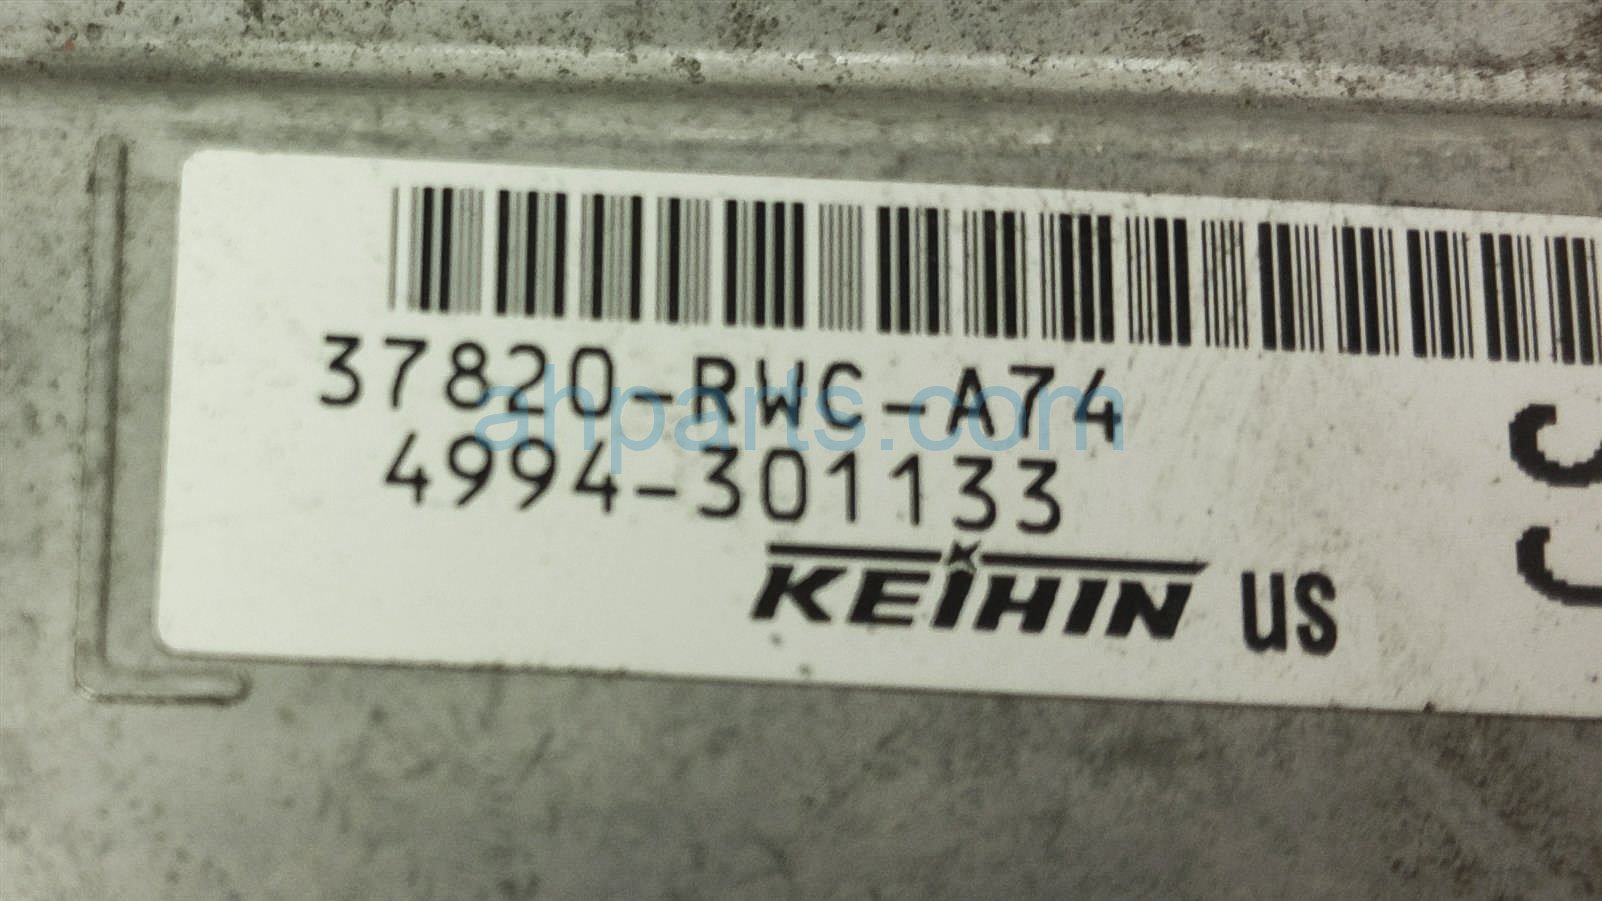 37820-RWC-A74
ahparts.com
4994-301133
KEIHIN US